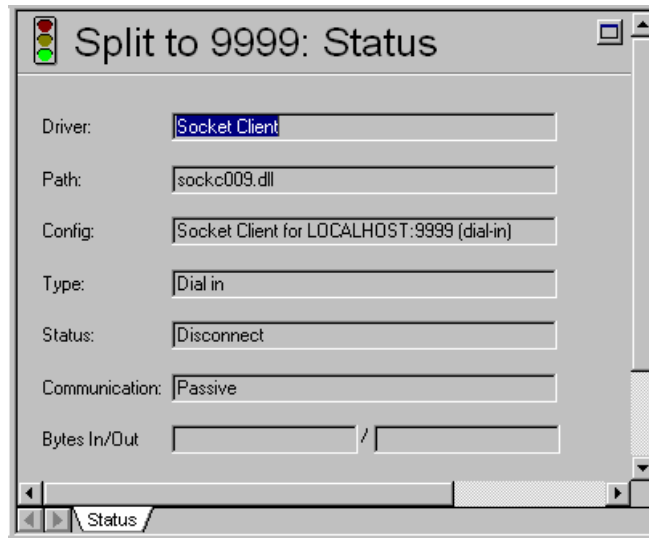 Split to 9999: Status
Driver: Socket Client
Path: sockc009.dll
Config: Socket Client for LOCALHOST:9999 (dial-in)
Type: Dial in
Status: Disconnect
Communication: Passive
Bytes In/Out /
Status